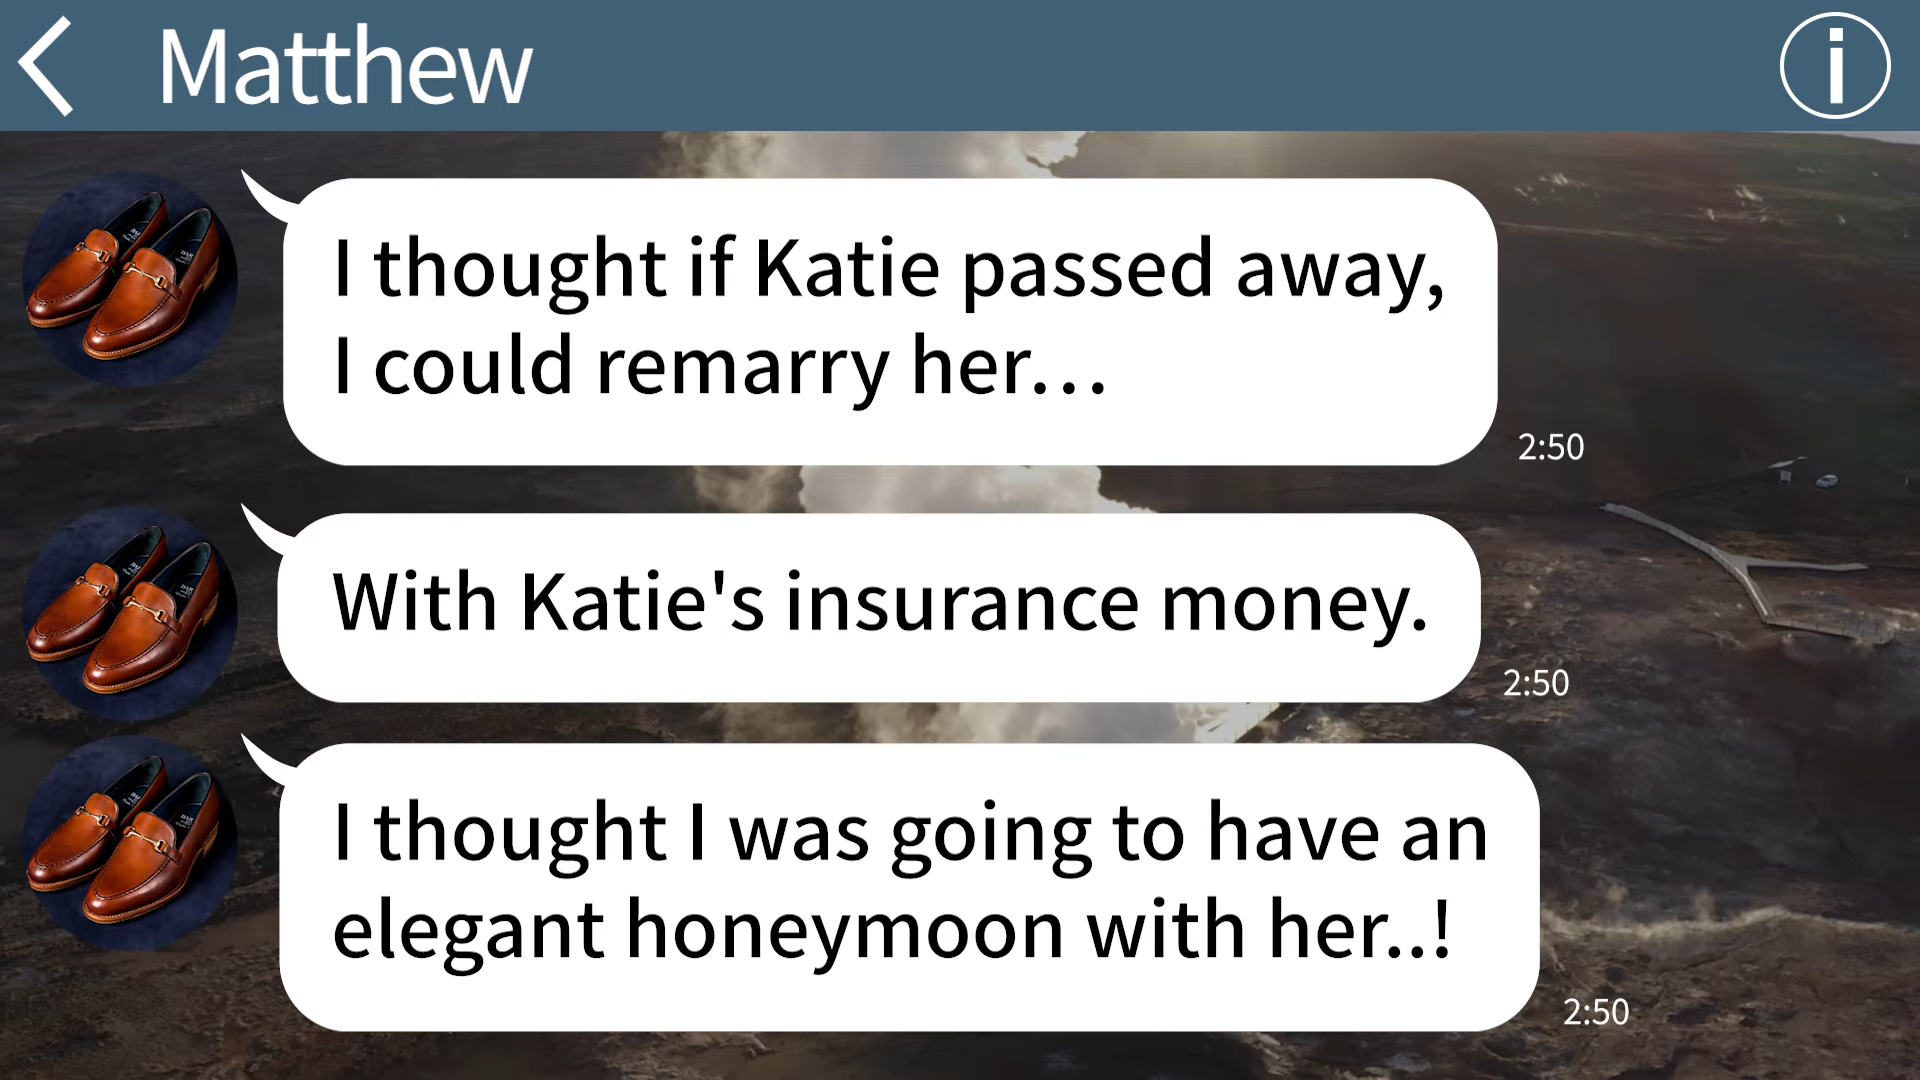 Matthew
I thought if Katie passed away,
I could remarry her…
2:50
With Katie's insurance money.
2:50
I thought I was going to have an
elegant honeymoon with her..!
2:50